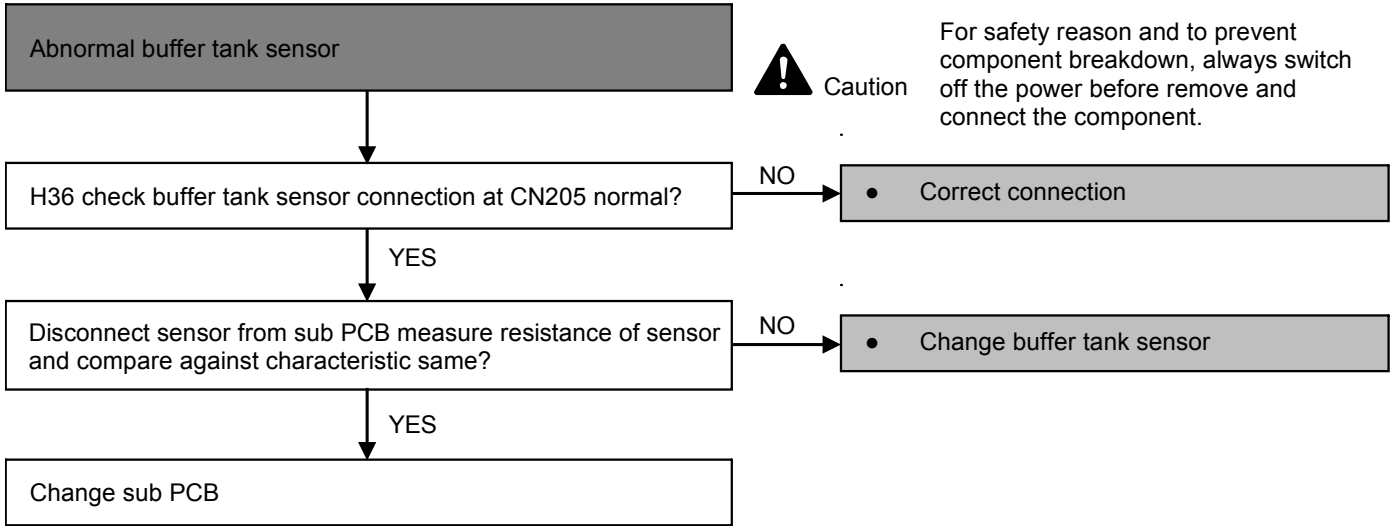 Abnormal buffer tank sensor
Caution
For safety reason and to prevent
component breakdown, always switch
off the power before remove and
connect the component.
H36 check buffer tank sensor connection at CN205 normal?
NO
● Correct connection
YES
Disconnect sensor from sub PCB measure resistance of sensor
and compare against characteristic same?
NO
● Change buffer tank sensor
YES
Change sub PCB